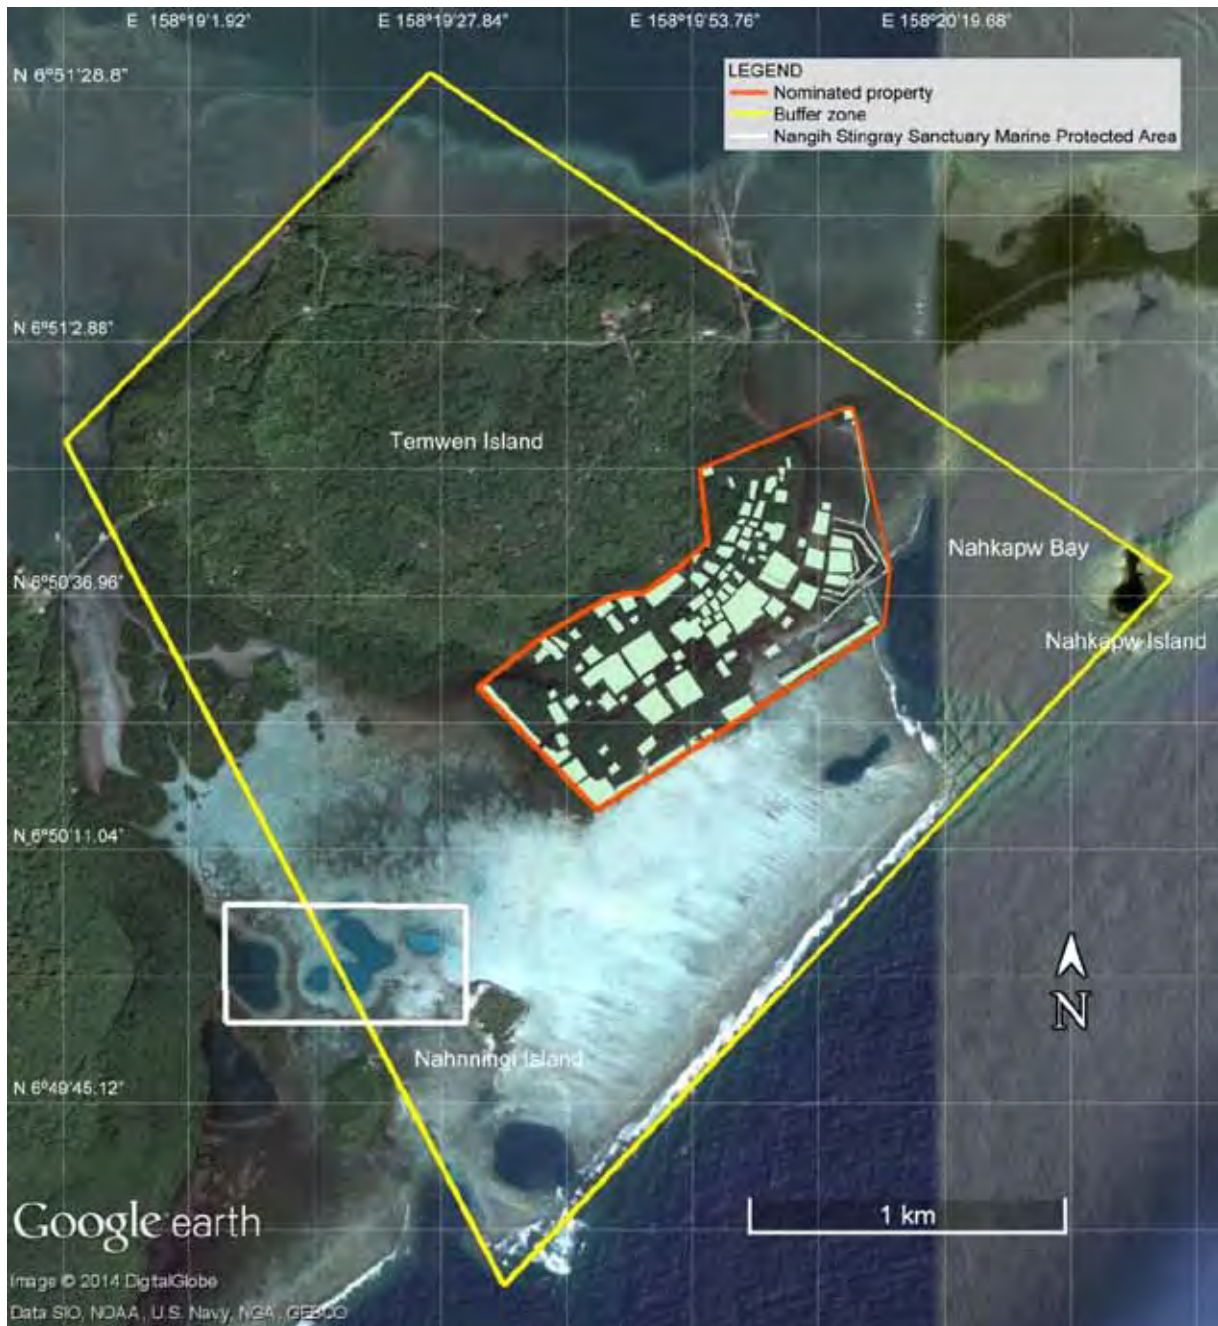 E 158°19'1.92"
E 158°19'27.84"
E 158°19'53.76"
E 158°20'19.68"
N 6°51'28.8"
LEGEND
Nominated property
Buffer zone
Nangih Stingray Sanctuary Marine Protected Area
N 6°51'2.88"
Temwen Island
Nahkapw Bay
N 6°50'36.96"
Nahkapw Island
N 6°50'11.04"
N
Nahnningi Island
N 6°49'45.12"
Google earth
1 km
Image © 2014 DigitalGlobe
Data SIO, NOAA, U.S. Navy, NGA, GEBCO